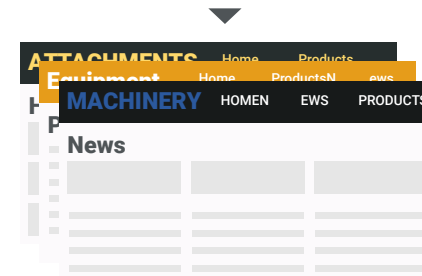 ATTACHMENTS Home Products
Equipment Home ProductsN ews
MACHINERY HOMEN EWS PRODUCTS
News